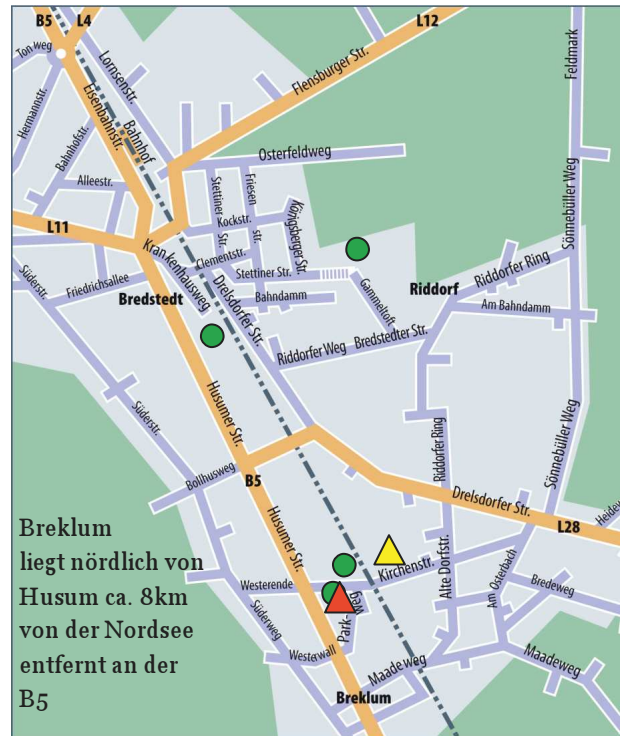 B5
L4
L12
Tonweg
Lornsenstr.
Flensburger Str.
Feldmark
Hermannstr.
Eisenbahnstr.
Bahnhof
Bahnhofstr.
Osterfeldweg
Alleestr.
Stettiner Str.
Friesenstr.
Kockstr.
Königsberger Str.
Sönnebüller Weg
L11
Krankenhausweg
Clementstr.
Süderstr.
Friedrichsallee
Stettiner Str.
Gammeltoft
Riddorf
Riddorfer Ring
Bredstedt
Bahndamm
Am Bahndamm
Drelsdorfer Str.
Riddorfer Weg
Bredstedter Str.
Husumer Str.
Süderstr.
Riddorfer Ring
Sönnebüller Weg
Bollhusweg
B5
Drelsdorfer Str.
L28
Husumer Str.
Breklum
liegt nördlich von
Husum ca. 8km
von der Nordsee
entfernt an der
B5
Kirchenstr.
Alte Dorfstr.
Westerende
Am Osterbach
Bredeweg
Süderweg
Park-
Weg
Westerwall
Maadeweg
Maadeweg
Breklum